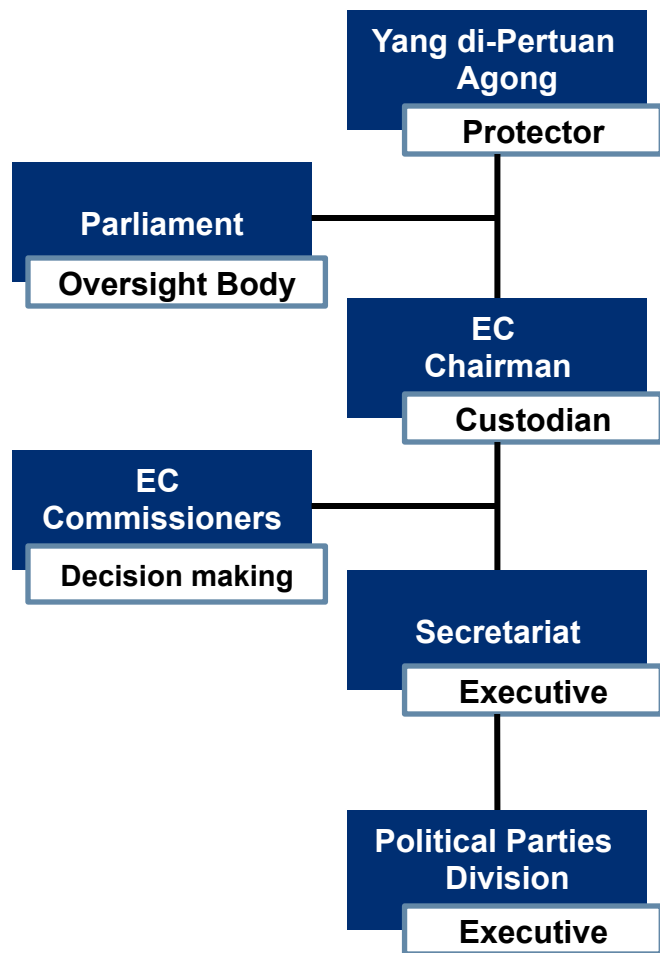 Yang di-Pertuan
Agong
Protector
Parliament
Oversight Body
EC
Chairman
Custodian
EC
Commissioners
Decision making
Secretariat
Executive
Political Parties
Division
Executive